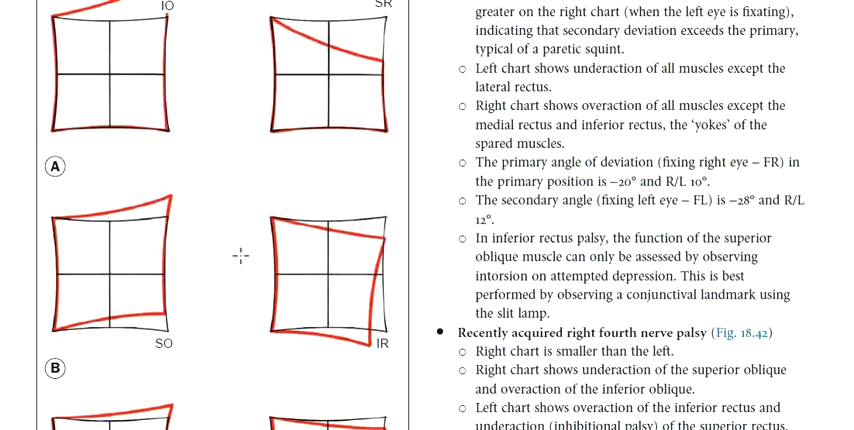 IO
SR
A
SO
IR
B
greater on the right chart (when the left eye is fixating),
indicating that secondary deviation exceeds the primary,
typical of a paretic squint.
○ Left chart shows underaction of all muscles except the
lateral rectus.
○ Right chart shows overaction of all muscles except the
medial rectus and inferior rectus, the ‘yokes’ of the
spared muscles.
○ The primary angle of deviation (fixing right eye – FR) in
the primary position is –20° and R/L 10°.
○ The secondary angle (fixing left eye – FL) is –28° and R/L
12°.
○ In inferior rectus palsy, the function of the superior
oblique muscle can only be assessed by observing
intorsion on attempted depression. This is best
performed by observing a conjunctival landmark using
the slit lamp.
● Recently acquired right fourth nerve palsy (Fig. 18.42)
○ Right chart is smaller than the left.
○ Right chart shows underaction of the superior oblique
and overaction of the inferior oblique.
○ Left chart shows overaction of the inferior rectus and
underaction (inhibitional palsy) of the superior rectus.